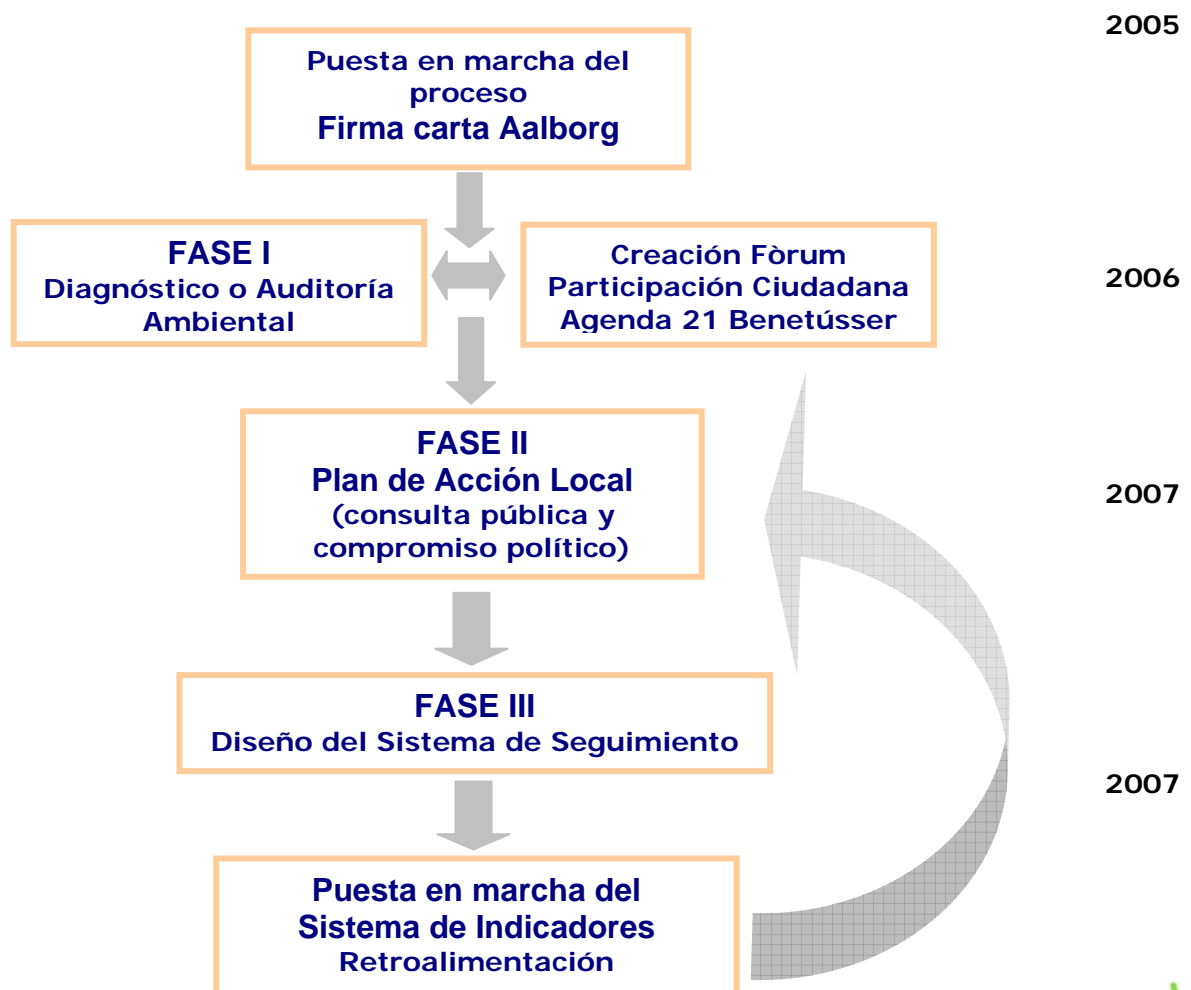 2005
Puesta en marcha del
proceso
Firma carta Aalborg
FASE I
Diagnóstico o Auditoría
Ambiental
Creación Fòrum
Participación Ciudadana
Agenda 21 Benetússer
2006
FASE II
Plan de Acción Local
(consulta pública y
compromiso político)
2007
FASE III
Diseño del Sistema de Seguimiento
2007
Puesta en marcha del
Sistema de Indicadores
Retroalimentación